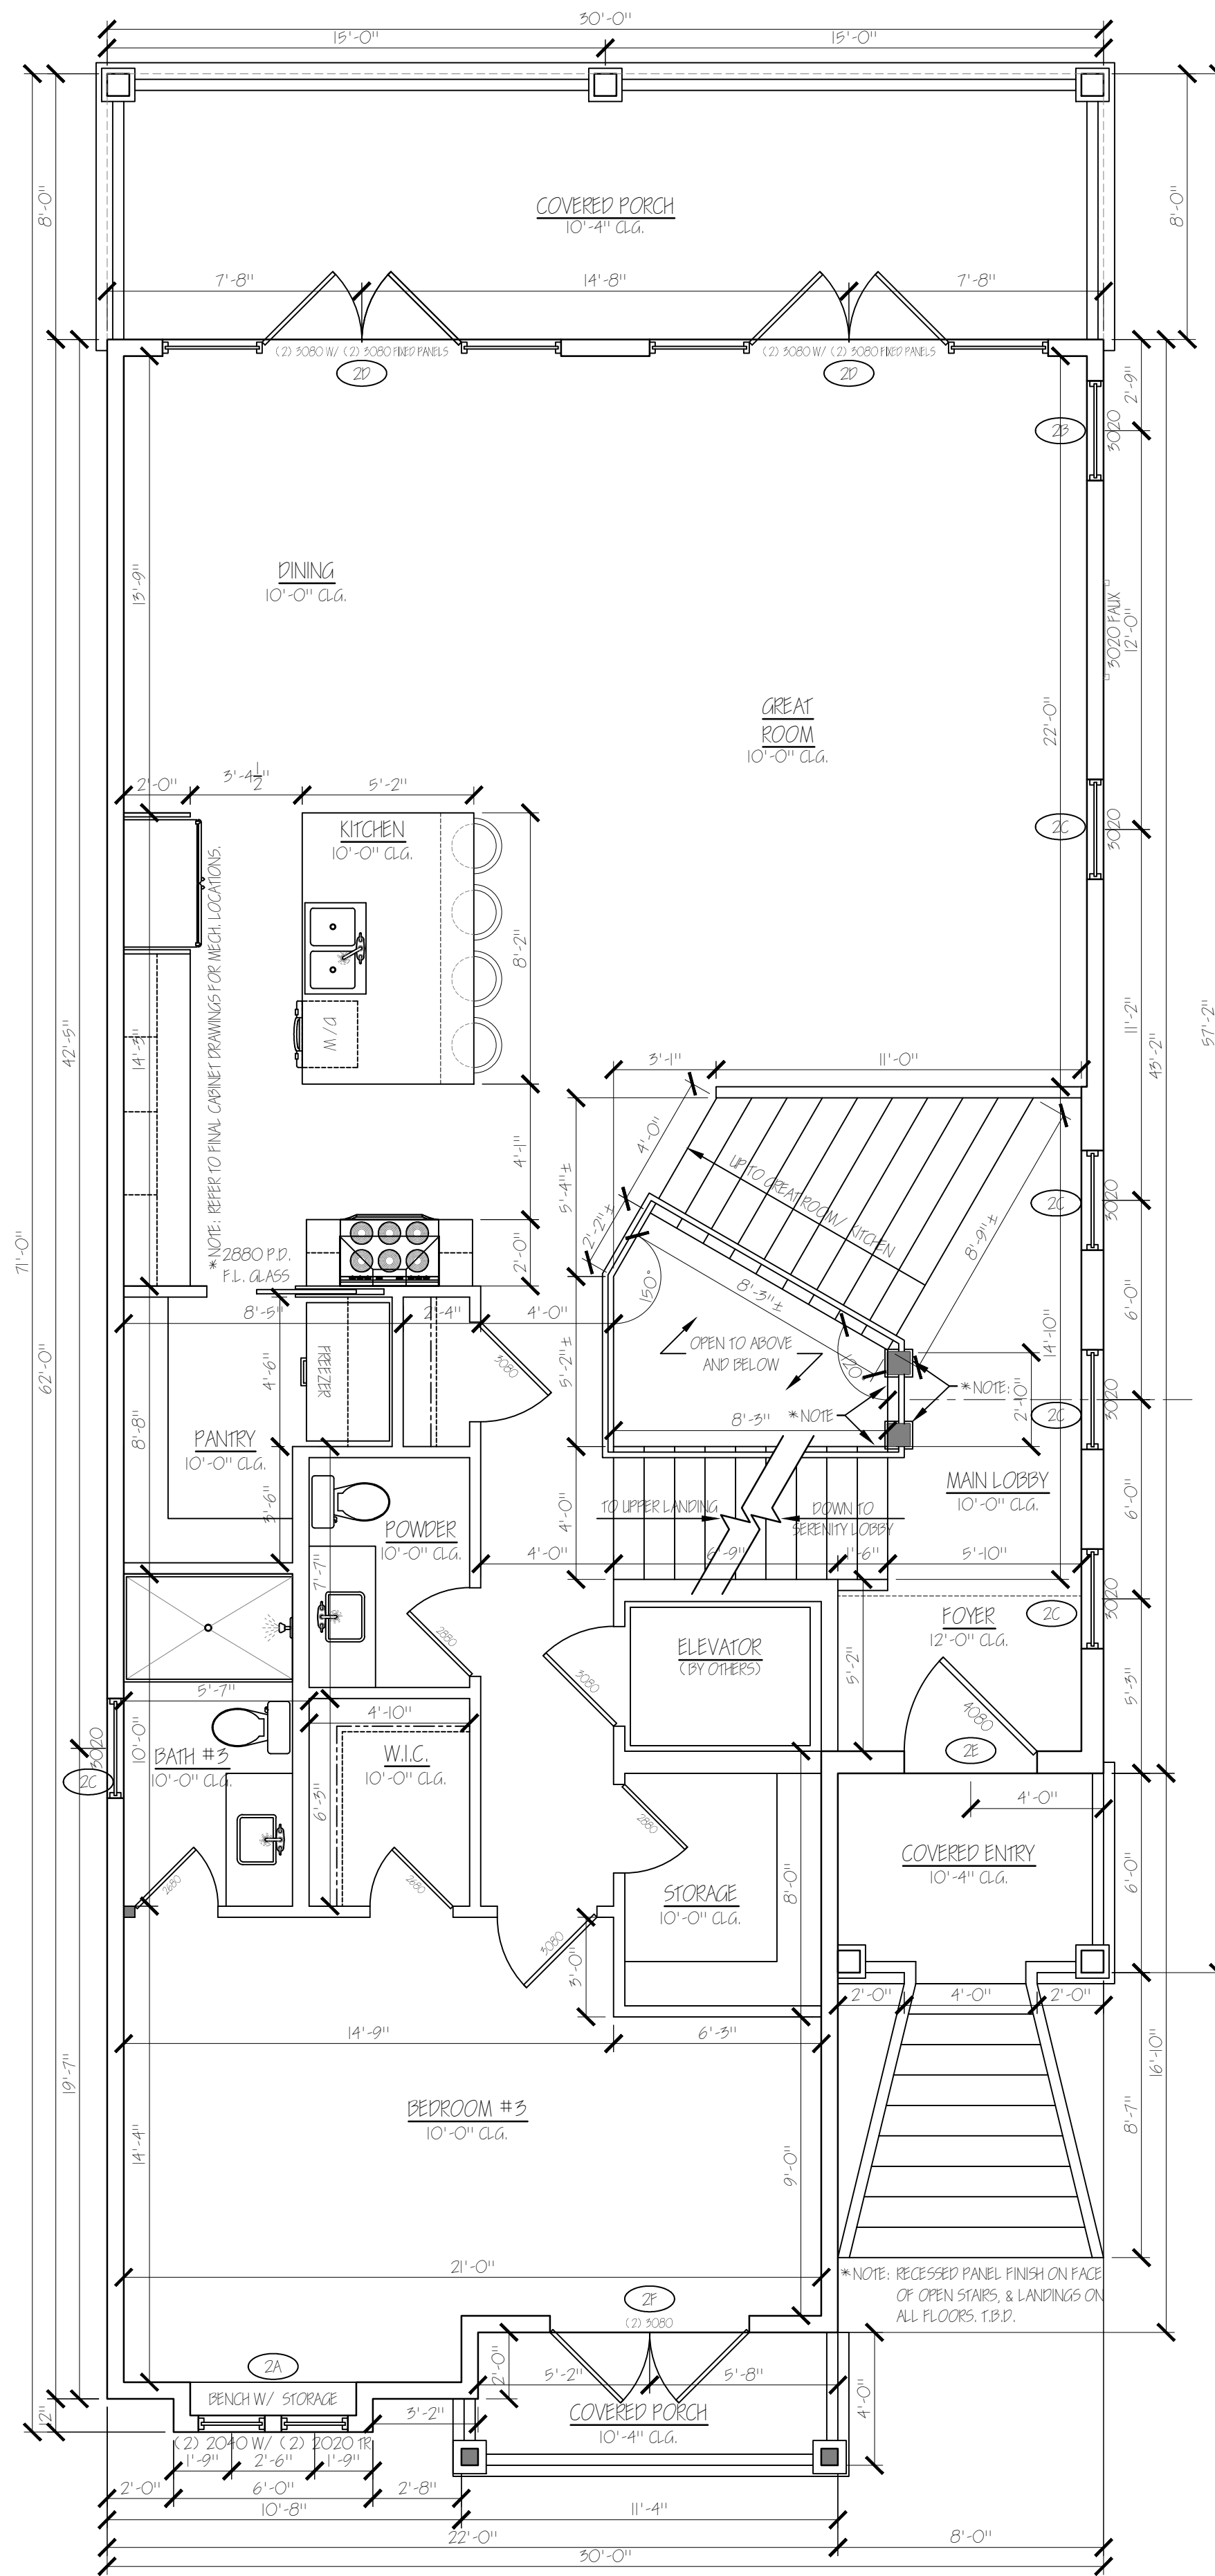 30'-0"
15'-0" 15'-0"
8'-0"
8'-0"
COVERED PORCH
10'-4" CLG.
7'-8" 14'-8" 7'-8"
(2) 3080 W/ (2) 3080 FIXED PANELS
(2) 3080 W/ (2) 3080 FIXED PANELS
2D
2D
2'-9"
2B
3020
DINING
10'-0" CLG.
13'-9"
3020 FAUX
12'-0"
GREAT
ROOM
10'-0" CLG.
22'-0"
2'-0" 3'-4½" 5'-2"
KITCHEN
10'-0" CLG.
2C
3020
*NOTE: REFER TO FINAL CABINET DRAWINGS FOR MECH. LOCATIONS.
8'-2"
M/D
14'-3"
42'-5"
11'-2"
43'-2"
57'-2"
3'-1" 11'-0"
4'-1"
4'-0"
5'-4"±
UP TO GREAT ROOM/ KITCHEN
2C
3020
2'-2"±
8'-9"±
*2880 P.D.
F.L. GLASS
2'-0"
150°
8'-3"±
71'-0"
62'-0"
8'-5" 2'-4" 4'-0"
6'-0"
14'-10"
OPEN TO ABOVE
AND BELOW
120°
FREEZER
3080
4'-6"
5'-2"±
*NOTE:
2'-10"
2C
3020
8'-3"
*NOTE
8'-8"
PANTRY
10'-0" CLG.
MAIN LOBBY
10'-0" CLG.
3'-6"
TO UPPER LANDING
DOWN TO
SERENITY LOBBY
POWDER
10'-0" CLG.
4'-0"
6'-0"
7'-7"
4'-0" 6'-9" 1'-6" 5'-10"
FOYER
12'-0" CLG.
2C
3020
2880
ELEVATOR
(BY OTHERS)
3080
5'-2"
5'-3"
4080
2E
5'-7"
4'-10"
BATH #3
10'-0" CLG.
10'-0"
W.I.C.
10'-0" CLG.
3020
2C
6'-3"
4'-0"
2880
COVERED ENTRY
10'-4" CLG.
6'-0"
8'-0"
STORAGE
10'-0" CLG.
2680
2680
3080
3'-0"
2'-0" 4'-0" 2'-0"
14'-9" 6'-3"
19'-7"
16'-10"
BEDROOM #3
10'-0" CLG.
14'-4"
8'-7"
9'-0"
21'-0"
*NOTE: RECESSED PANEL FINISH ON FACE
OF OPEN STAIRS, & LANDINGS ON
ALL FLOORS. T.B.D.
2F
(2) 3080
2A
2'-0"
5'-2" 5'-8"
4'-0"
BENCH W/ STORAGE
12"
3'-2"
COVERED PORCH
10'-4" CLG.
(2) 2040 W/ (2) 2020 TR.
1'-9" 2'-6" 1'-9"
2'-0" 6'-0" 2'-8"
10'-8" 11'-4"
22'-0" 8'-0"
30'-0"